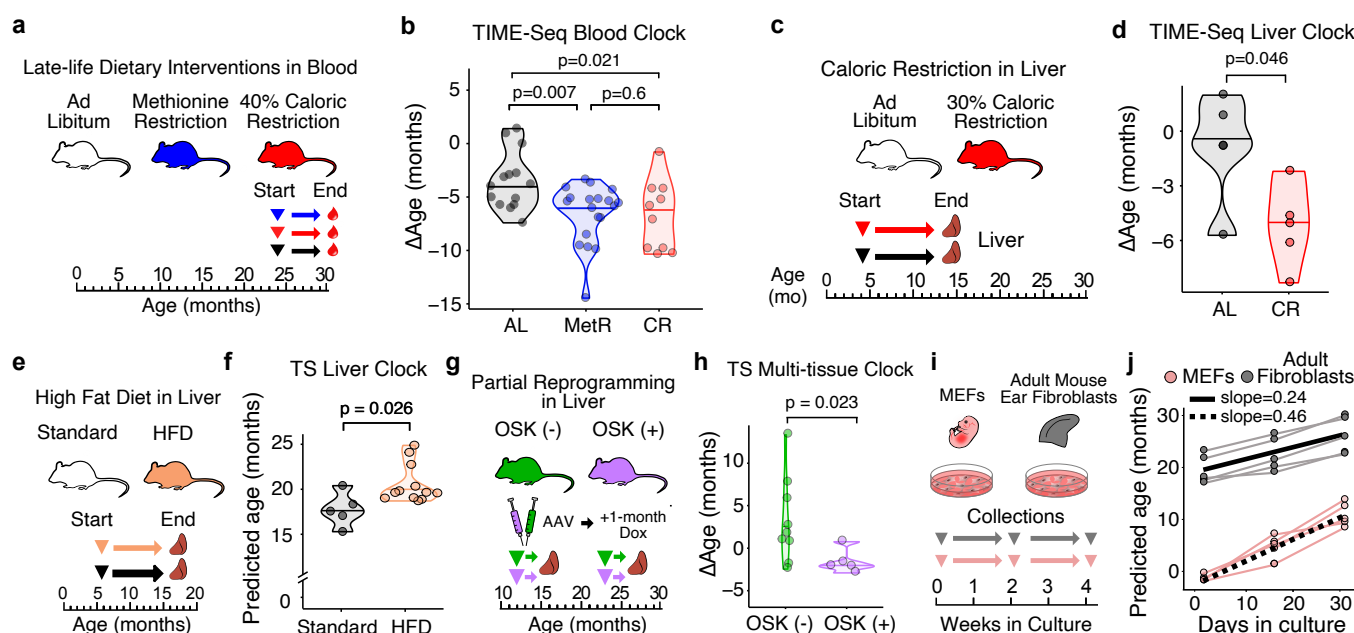 a
Late-life Dietary Interventions in Blood
Ad Libitum
Methionine Restriction
40% Caloric Restriction
Start End
0 5 10 15 20 25 30
Age (months)
b
TIME-Seq Blood Clock
p=0.021
p=0.007
p=0.6
ΔAge (months)
5
0
−5
−10
−15
AL MetR CR
c
Caloric Restriction in Liver
Ad Libitum
30% Caloric Restriction
Start End
Liver
Age (mo)
0 5 10 15 20 25 30
d
TIME-Seq Liver Clock
p=0.046
ΔAge (months)
0
−3
−6
AL CR
e
High Fat Diet in Liver
Standard HFD
Start End
0 5 10 15 20
Age (months)
f
TS Liver Clock
p = 0.026
Predicted age (months)
25
20
15
0
Standard HFD
g
Partial Reprogramming in Liver
OSK (-) OSK (+)
AAV
+1-month Dox
10 15 20 25 30
Age (months)
h
TS Multi-tissue Clock
p = 0.023
ΔAge (months)
10
5
0
−5
OSK (-) OSK (+)
i
MEFs
Adult Mouse Ear Fibroblasts
Collections
0 1 2 3 4
Weeks in Culture
j
MEFs
Adult Fibroblasts
slope=0.24
slope=0.46
Predicted age (months)
30
20
10
0
0 10 20 30
Days in culture